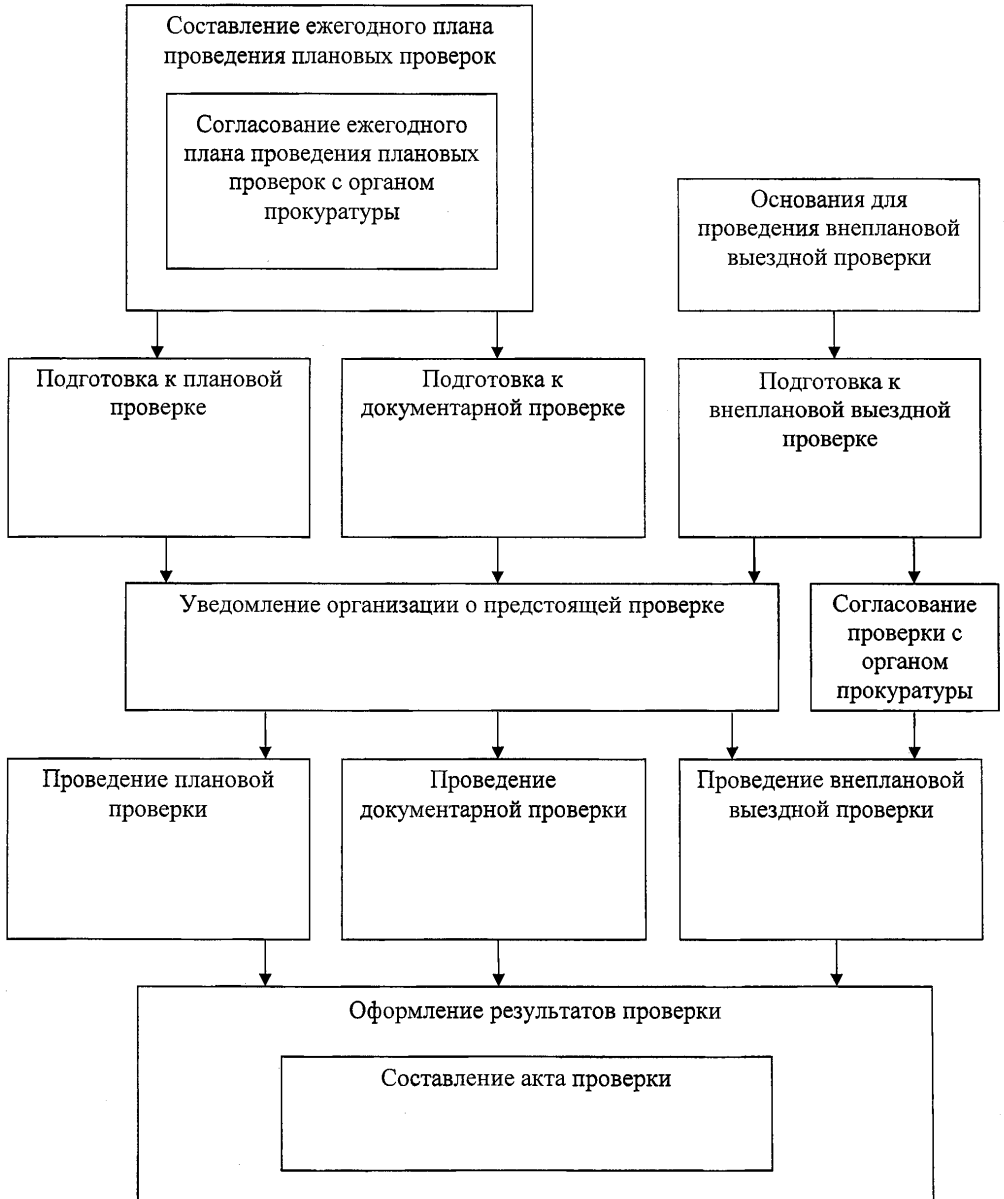 Составление ежегодного плана
проведения плановых проверок
Согласование ежегодного
плана проведения плановых
проверок с органом
прокуратуры
Основания для
проведения внеплановой
выездной проверки
Подготовка к плановой
проверке
Подготовка к
документарной проверке
Подготовка к
внеплановой выездной
проверке
Уведомление организации о предстоящей проверке
Согласование
проверки с
органом
прокуратуры
Проведение плановой
проверки
Проведение
документарной проверки
Проведение внеплановой
выездной проверки
Оформление результатов проверки
Составление акта проверки